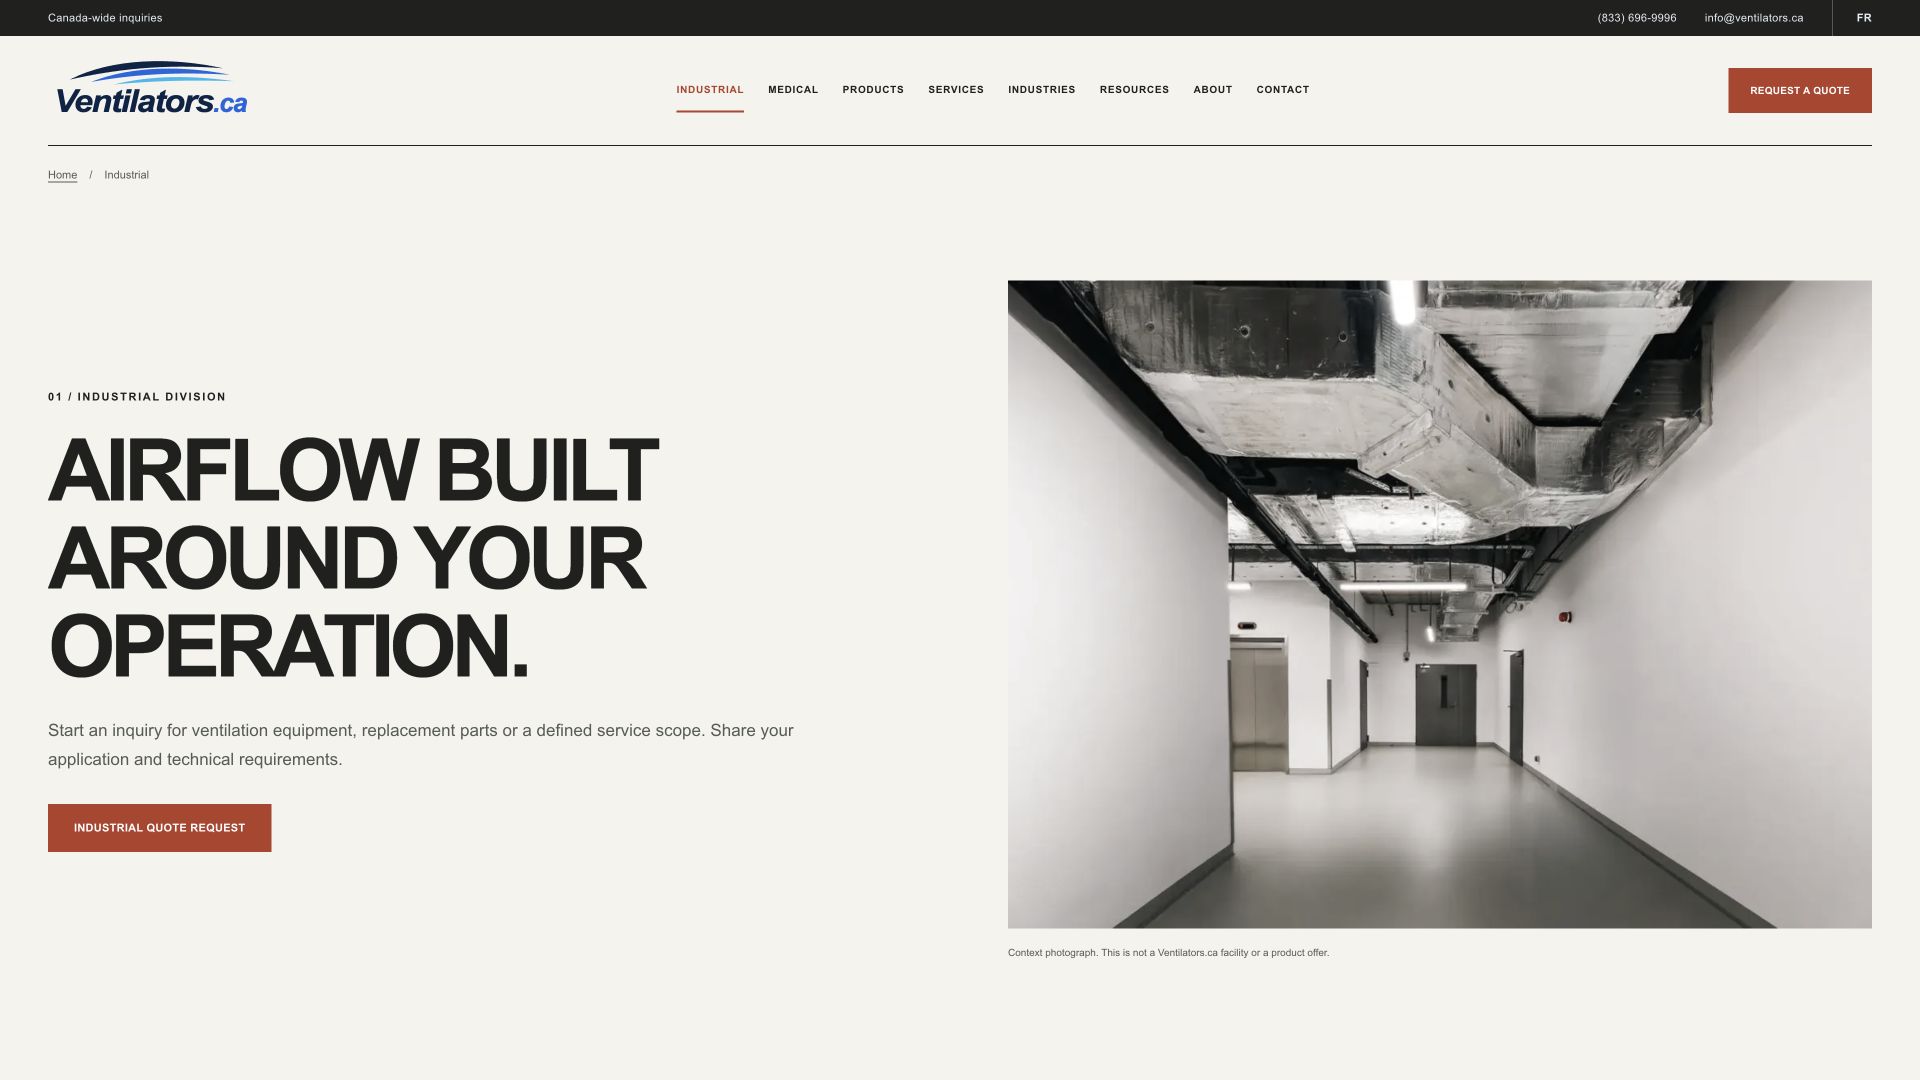 Canada-wide inquiries
(833) 696-9996
info@ventilators.ca
FR
Ventilators.ca
INDUSTRIAL
MEDICAL
PRODUCTS
SERVICES
INDUSTRIES
RESOURCES
ABOUT
CONTACT
REQUEST A QUOTE
Home / Industrial
01 / INDUSTRIAL DIVISION
AIRFLOW BUILT
AROUND YOUR
OPERATION.
Start an inquiry for ventilation equipment, replacement parts or a defined service scope. Share your
application and technical requirements.
INDUSTRIAL QUOTE REQUEST
Context photograph. This is not a Ventilators.ca facility or a product offer.